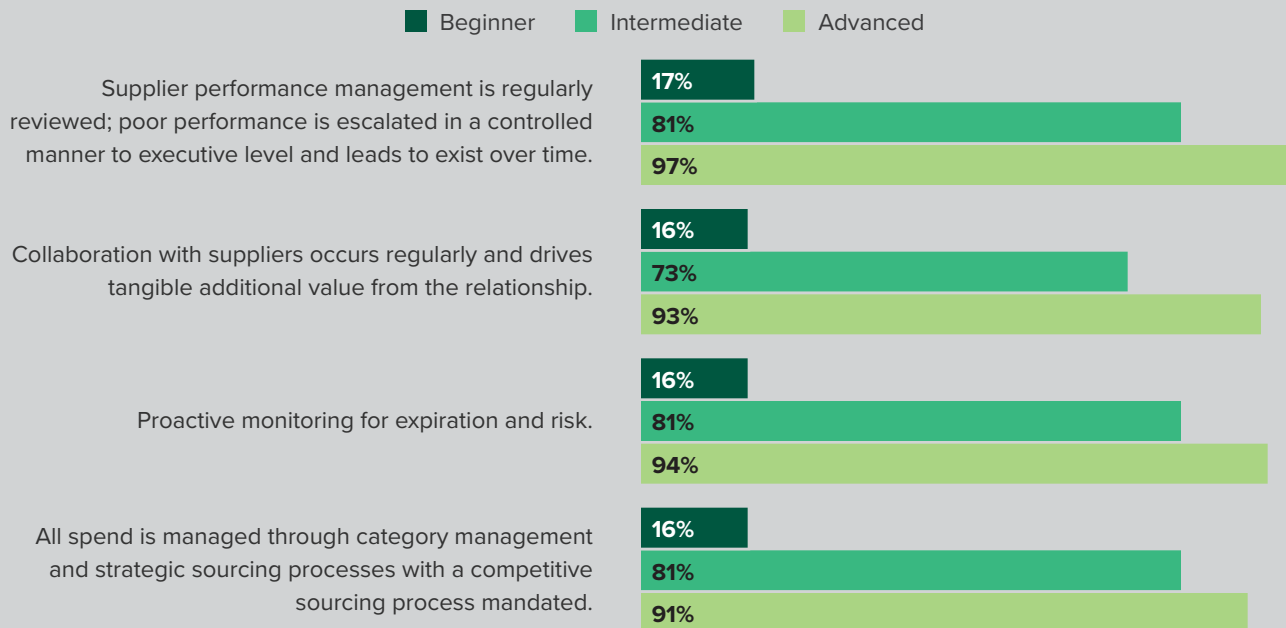 Beginner Intermediate Advanced
Supplier performance management is regularly
reviewed; poor performance is escalated in a controlled
manner to executive level and leads to exist over time.
17%
81%
97%
Collaboration with suppliers occurs regularly and drives
tangible additional value from the relationship.
16%
73%
93%
Proactive monitoring for expiration and risk.
16%
81%
94%
All spend is managed through category management
and strategic sourcing processes with a competitive
sourcing process mandated.
16%
81%
91%